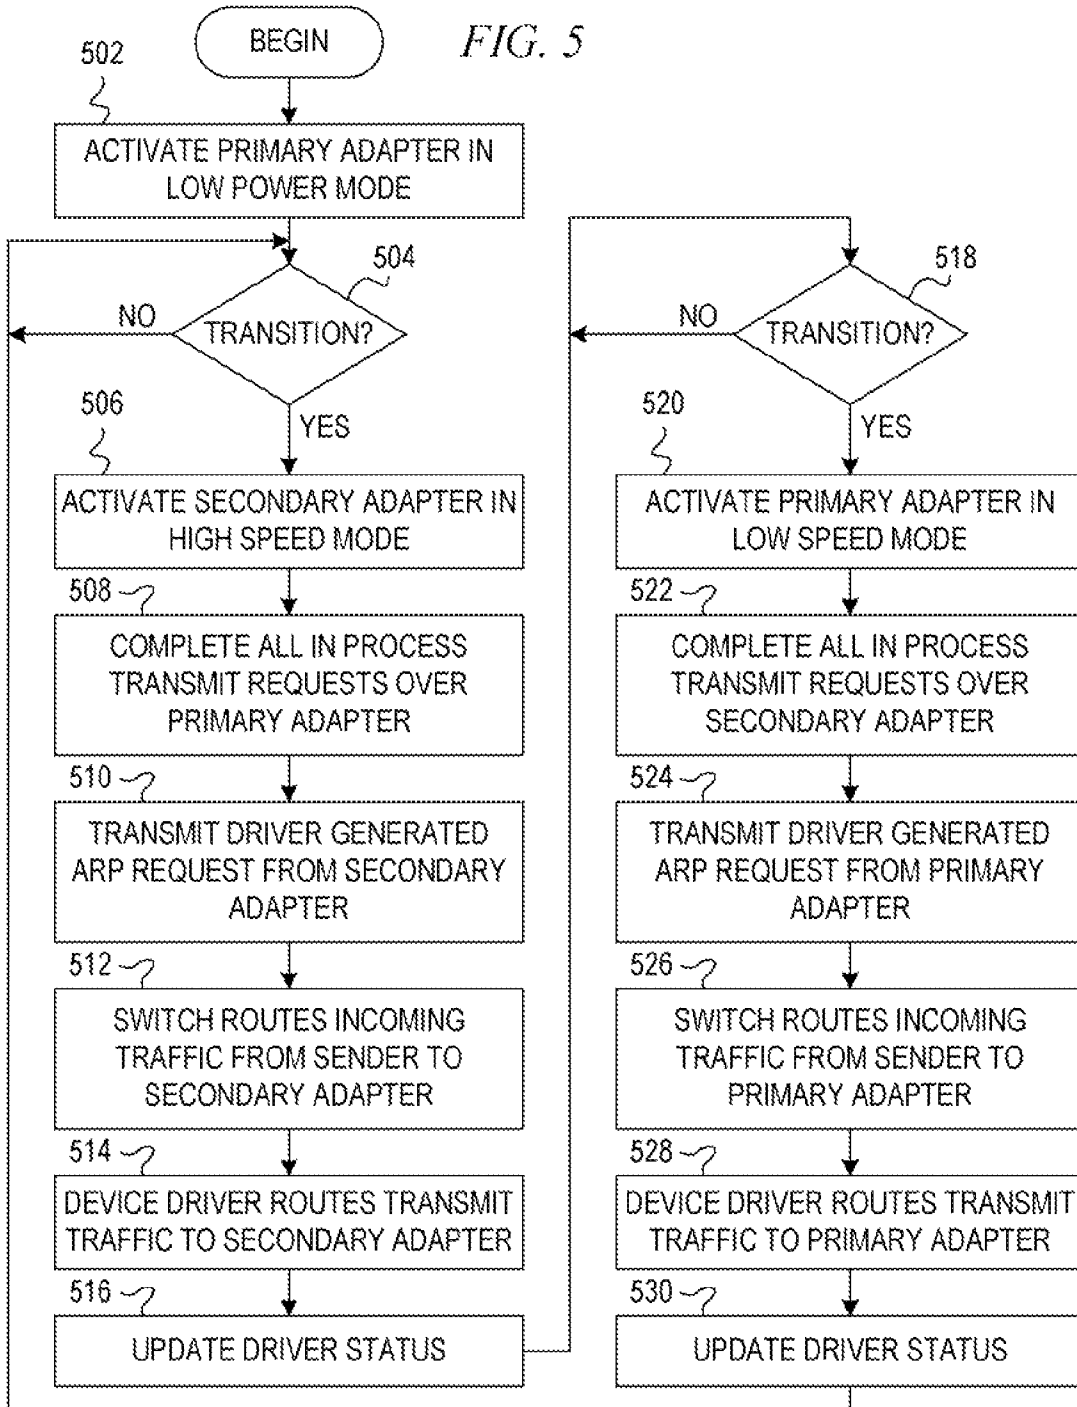 FIG. 5
BEGIN
502
ACTIVATE PRIMARY ADAPTER IN
LOW POWER MODE
504
TRANSITION?
NO
YES
506
ACTIVATE SECONDARY ADAPTER IN
HIGH SPEED MODE
508
COMPLETE ALL IN PROCESS
TRANSMIT REQUESTS OVER
PRIMARY ADAPTER
510
TRANSMIT DRIVER GENERATED
ARP REQUEST FROM SECONDARY
ADAPTER
512
SWITCH ROUTES INCOMING
TRAFFIC FROM SENDER TO
SECONDARY ADAPTER
514
DEVICE DRIVER ROUTES TRANSMIT
TRAFFIC TO SECONDARY ADAPTER
516
UPDATE DRIVER STATUS
518
TRANSITION?
NO
YES
520
ACTIVATE PRIMARY ADAPTER IN
LOW SPEED MODE
522
COMPLETE ALL IN PROCESS
TRANSMIT REQUESTS OVER
SECONDARY ADAPTER
524
TRANSMIT DRIVER GENERATED
ARP REQUEST FROM PRIMARY
ADAPTER
526
SWITCH ROUTES INCOMING
TRAFFIC FROM SENDER TO
PRIMARY ADAPTER
528
DEVICE DRIVER ROUTES TRANSMIT
TRAFFIC TO PRIMARY ADAPTER
530
UPDATE DRIVER STATUS